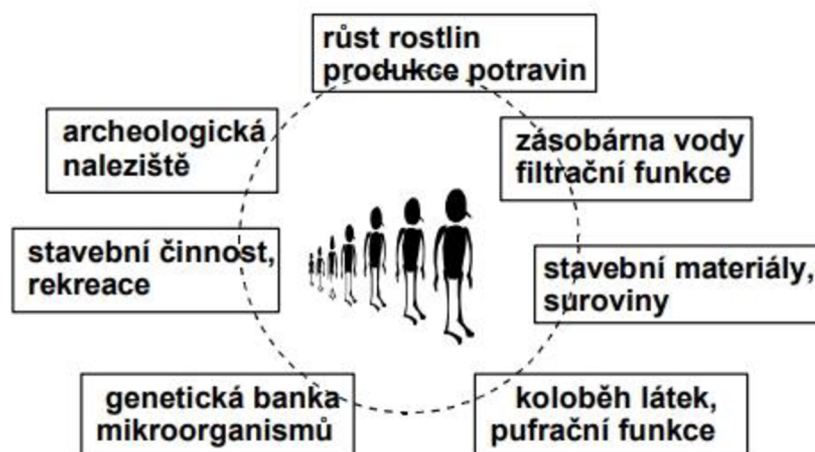 růst rostlin
produkce potravin
archeologická
naleziště
zásobárna vody
filtrační funkce
stavební činnost,
rekreace
stavební materiály,
suroviny
genetická banka
mikroorganismů
koloběh látek,
pufrační funkce